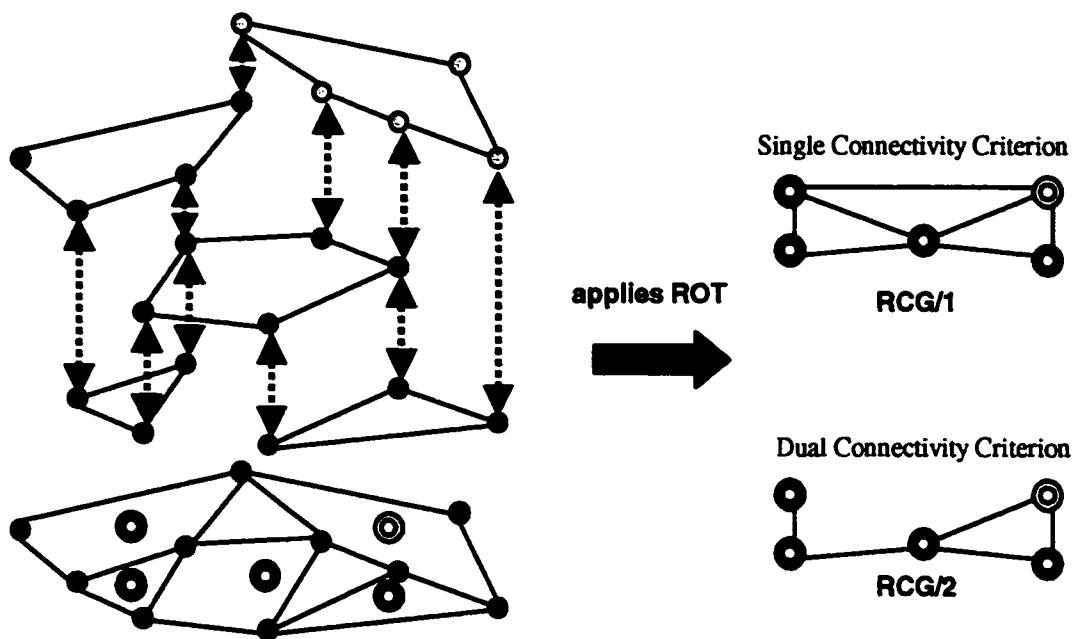 Single Connectivity Criterion
applies ROT
RCG/1
Dual Connectivity Criterion
RCG/2